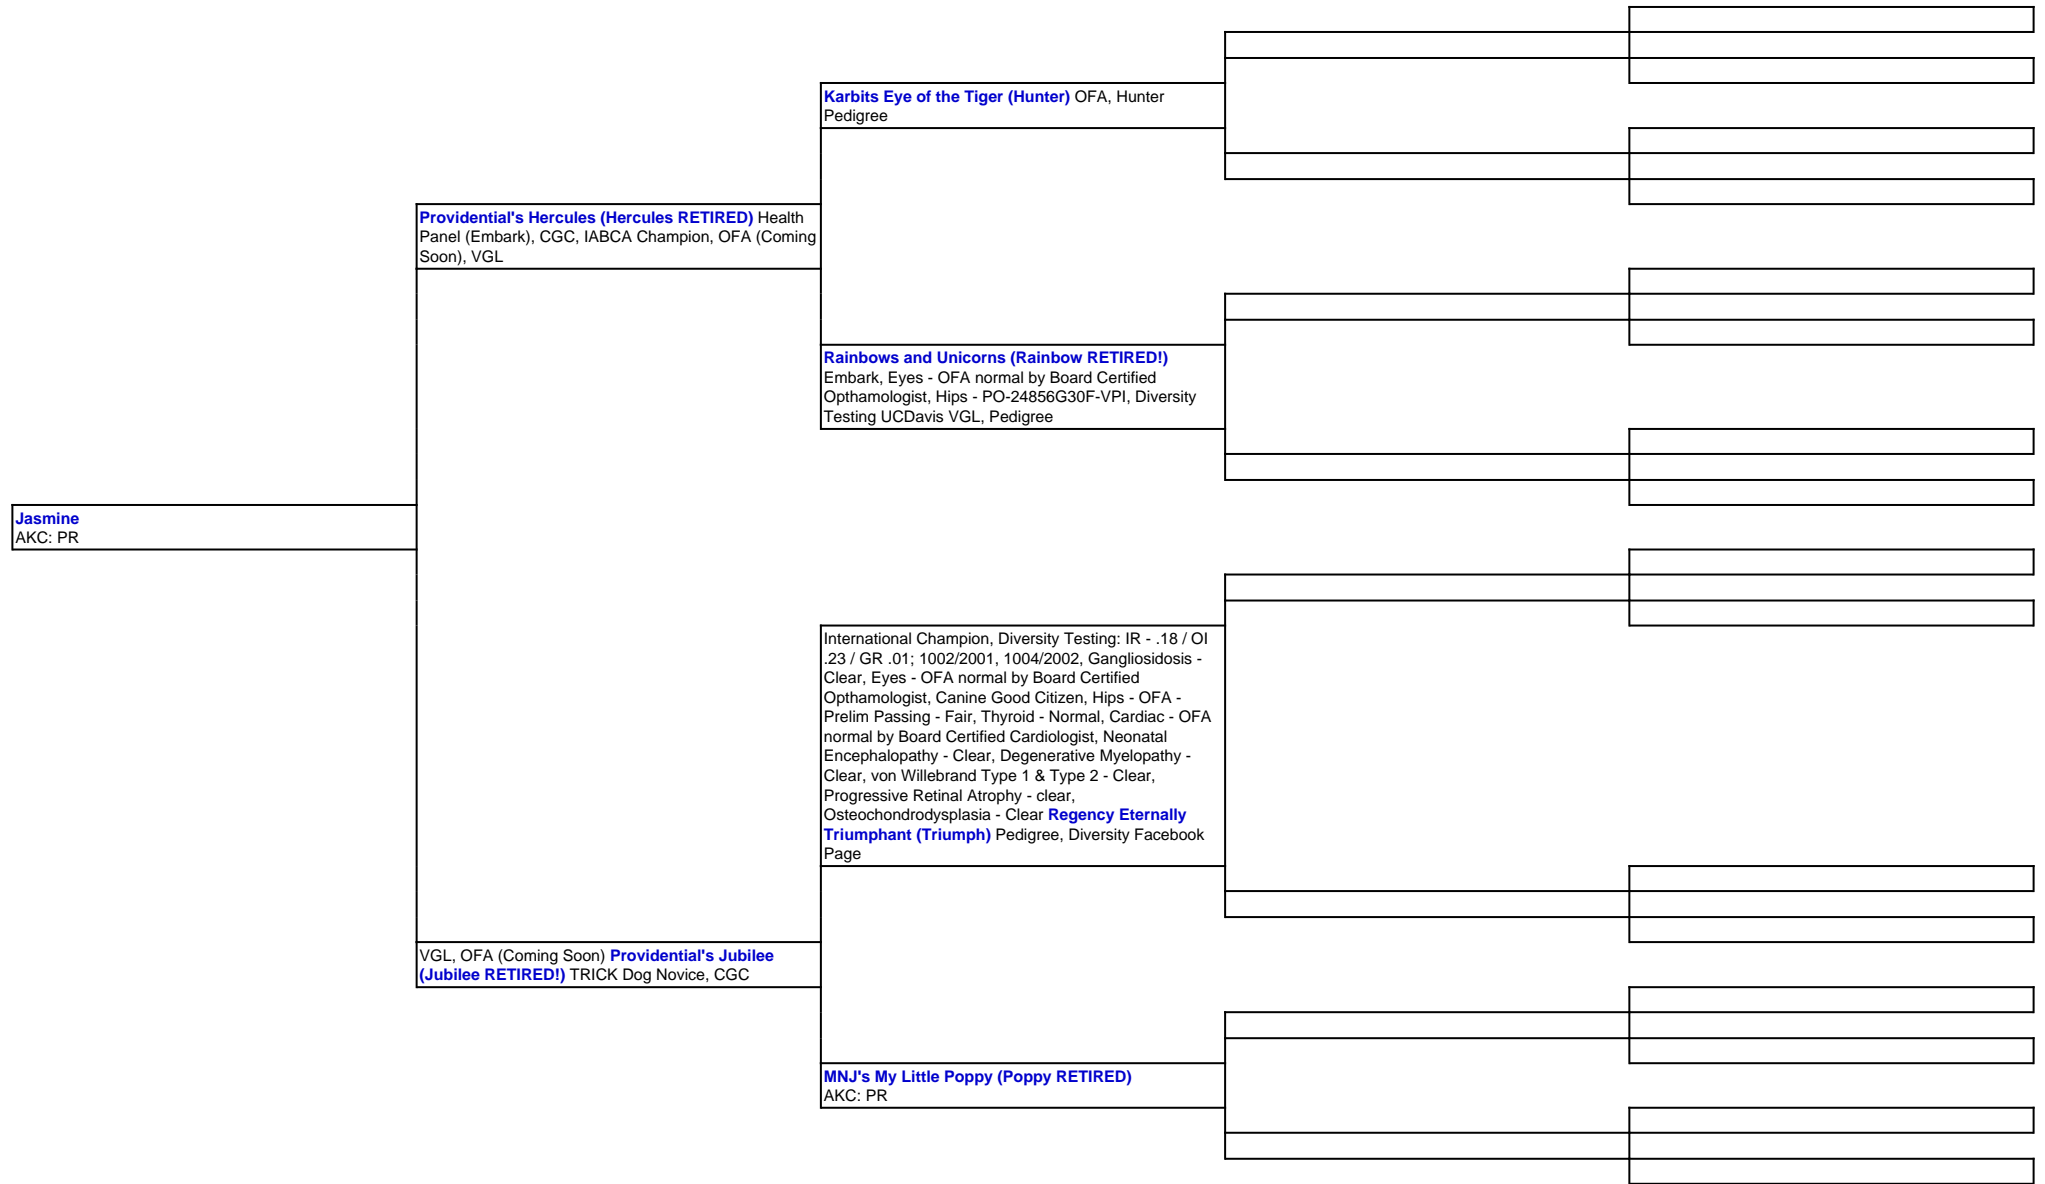 Karbits Eye of the Tiger (Hunter) OFA, Hunter
Pedigree
Providential's Hercules (Hercules RETIRED) Health
Panel (Embark), CGC, IABCA Champion, OFA (Coming
Soon), VGL
Rainbows and Unicorns (Rainbow RETIRED!)
Embark, Eyes - OFA normal by Board Certified
Opthamologist, Hips - PO-24856G30F-VPI, Diversity
Testing UCDavis VGL, Pedigree
Jasmine
AKC: PR
International Champion, Diversity Testing: IR - .18 / OI
.23 / GR .01; 1002/2001, 1004/2002, Gangliosidosis -
Clear, Eyes - OFA normal by Board Certified
Opthamologist, Canine Good Citizen, Hips - OFA -
Prelim Passing - Fair, Thyroid - Normal, Cardiac - OFA
normal by Board Certified Cardiologist, Neonatal
Encephalopathy - Clear, Degenerative Myelopathy -
Clear, von Willebrand Type 1 & Type 2 - Clear,
Progressive Retinal Atrophy - clear,
Osteochondrodysplasia - Clear Regency Eternally
Triumphant (Triumph) Pedigree, Diversity Facebook
Page
VGL, OFA (Coming Soon) Providential's Jubilee
(Jubilee RETIRED!) TRICK Dog Novice, CGC
MNJ's My Little Poppy (Poppy RETIRED)
AKC: PR